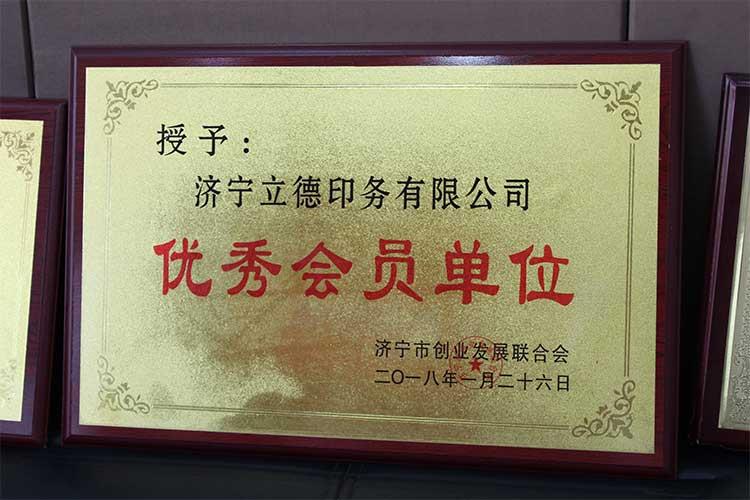 授予：
济宁立德印务有限公司
优秀会员单位
济宁市创业发展联合会
二〇一八年一月二十六日